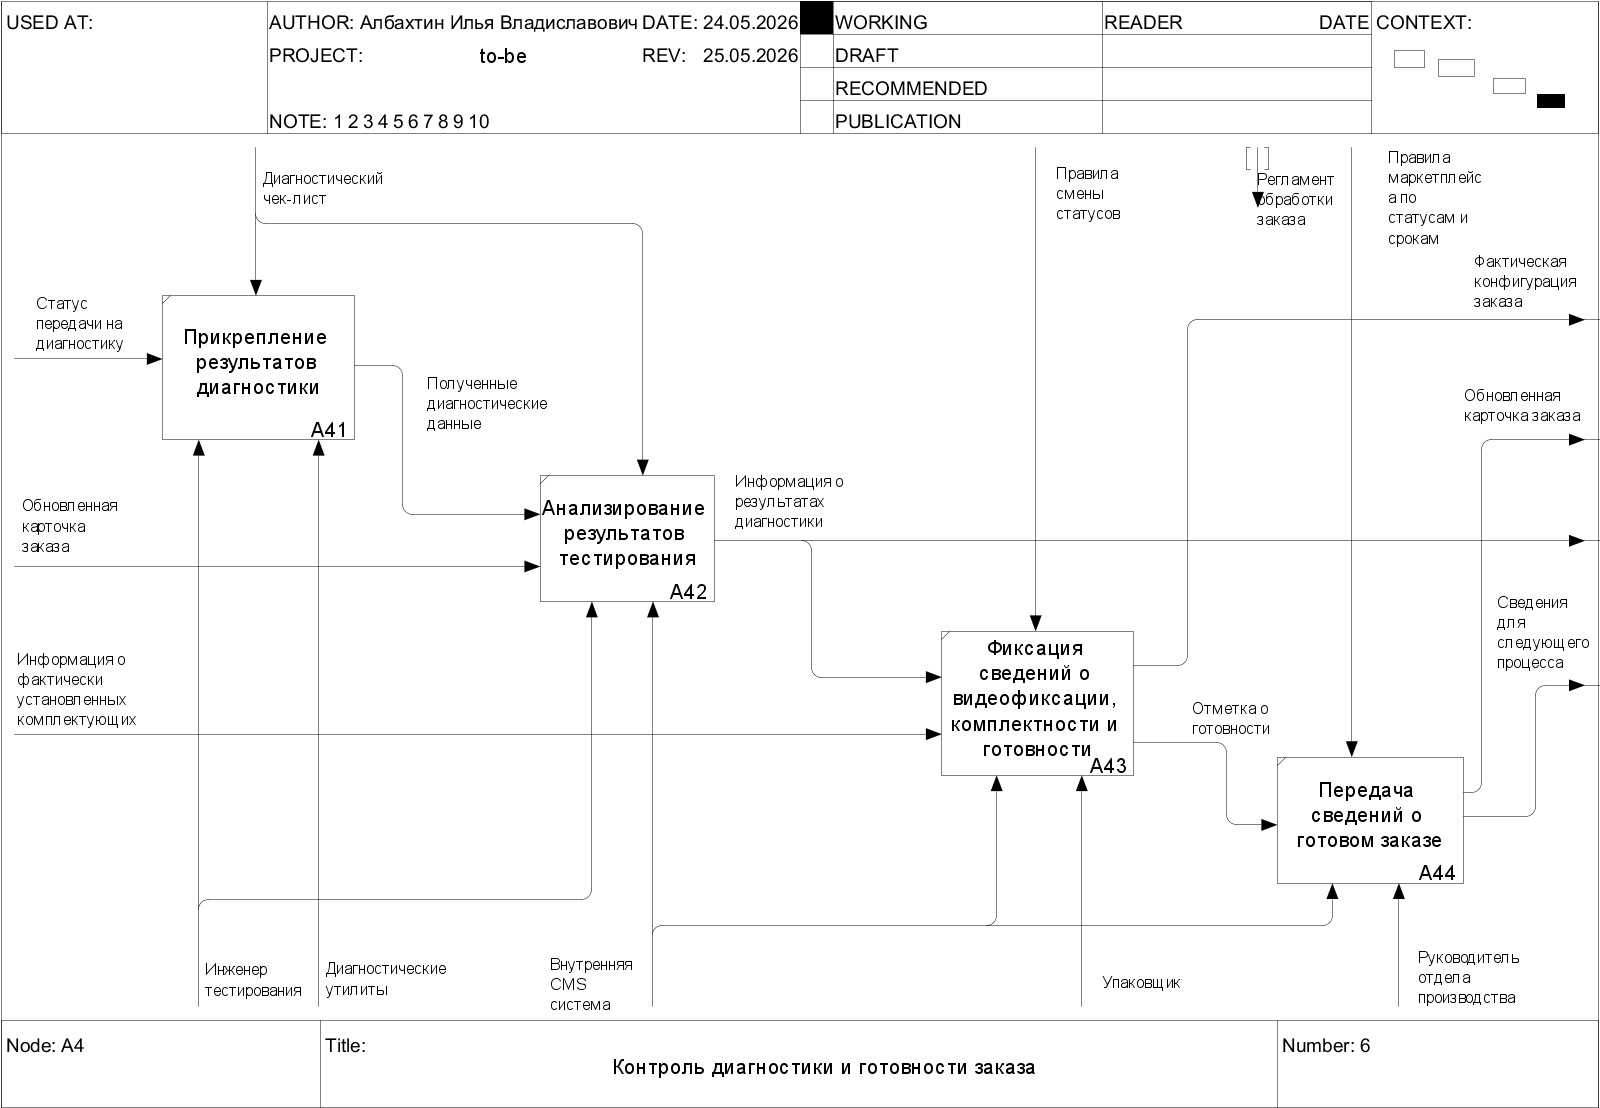 USED AT:
AUTHOR: Албахтин Илья Владиславович
DATE: 24.05.2026
PROJECT: to-be
REV: 25.05.2026
NOTE: 1 2 3 4 5 6 7 8 9 10
WORKING
DRAFT
RECOMMENDED
PUBLICATION
READER
DATE
CONTEXT:
Диагностический
чек-лист
Правила
смены
статусов
Регламент
обработки
заказа
Правила
маркетплейс
а по
статусам и
срокам
Фактическая
конфигурация
заказа
Статус
передачи на
диагностику
Прикрепление
результатов
диагностики
A41
Полученные
диагностические
данные
Обновленная
карточка заказа
Обновленная
карточка
заказа
Анализирование
результатов
тестирования
A42
Информация о
результатах
диагностики
Сведения
для
следующего
процесса
Информация о
фактически
установленных
комплектующих
Фиксация
сведений о
видеофиксации,
комплектности и
готовности
A43
Отметка о
готовности
Передача
сведений о
готовом заказе
A44
Инженер
тестирования
Диагностические
утилиты
Внутренняя
CMS
система
Упаковщик
Руководитель
отдела
производства
Node: A4
Title:
Контроль диагностики и готовности заказа
Number: 6